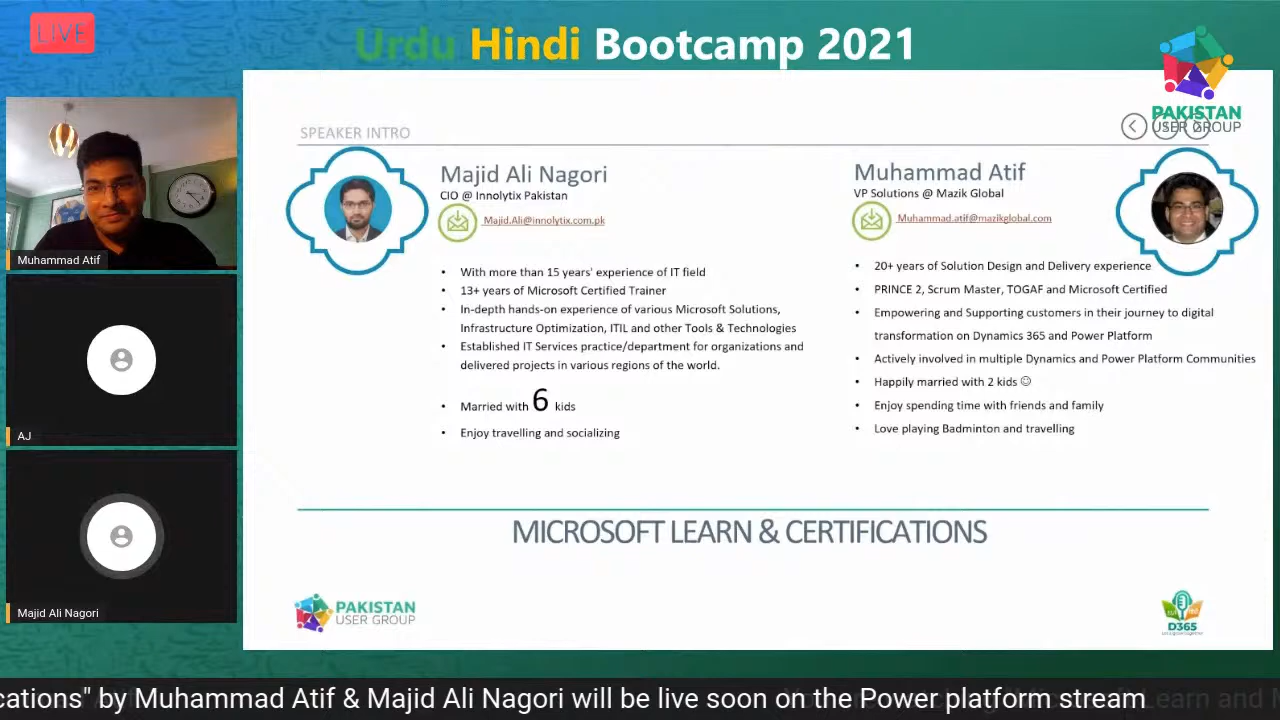 LIVE
Urdu Hindi Bootcamp 2021
PAKISTAN
USER GROUP
SPEAKER INTRO
Majid Ali Nagori
CIO @ Innolytix Pakistan
Majid.Ali@innolytix.com.pk
• With more than 15 years' experience of IT field
• 13+ years of Microsoft Certified Trainer
• In-depth hands-on experience of various Microsoft Solutions,
Infrastructure Optimization, ITIL and other Tools & Technologies
• Established IT Services practice/department for organizations and
delivered projects in various regions of the world.
• Married with 6 kids
• Enjoy travelling and socializing
Muhammad Atif
VP Solutions @ Mazik Global
Muhammad.atif@mazikglobal.com
• 20+ years of Solution Design and Delivery experience
• PRINCE 2, Scrum Master, TOGAF and Microsoft Certified
• Empowering and Supporting customers in their journey to digital
transformation on Dynamics 365 and Power Platform
• Actively involved in multiple Dynamics and Power Platform Communities
• Happily married with 2 kids ☺
• Enjoy spending time with friends and family
• Love playing Badminton and travelling
Muhammad Atif
AJ
Majid Ali Nagori
MICROSOFT LEARN & CERTIFICATIONS
PAKISTAN
USER GROUP
D365
cations" by Muhammad Atif & Majid Ali Nagori will be live soon on the Power platform stream